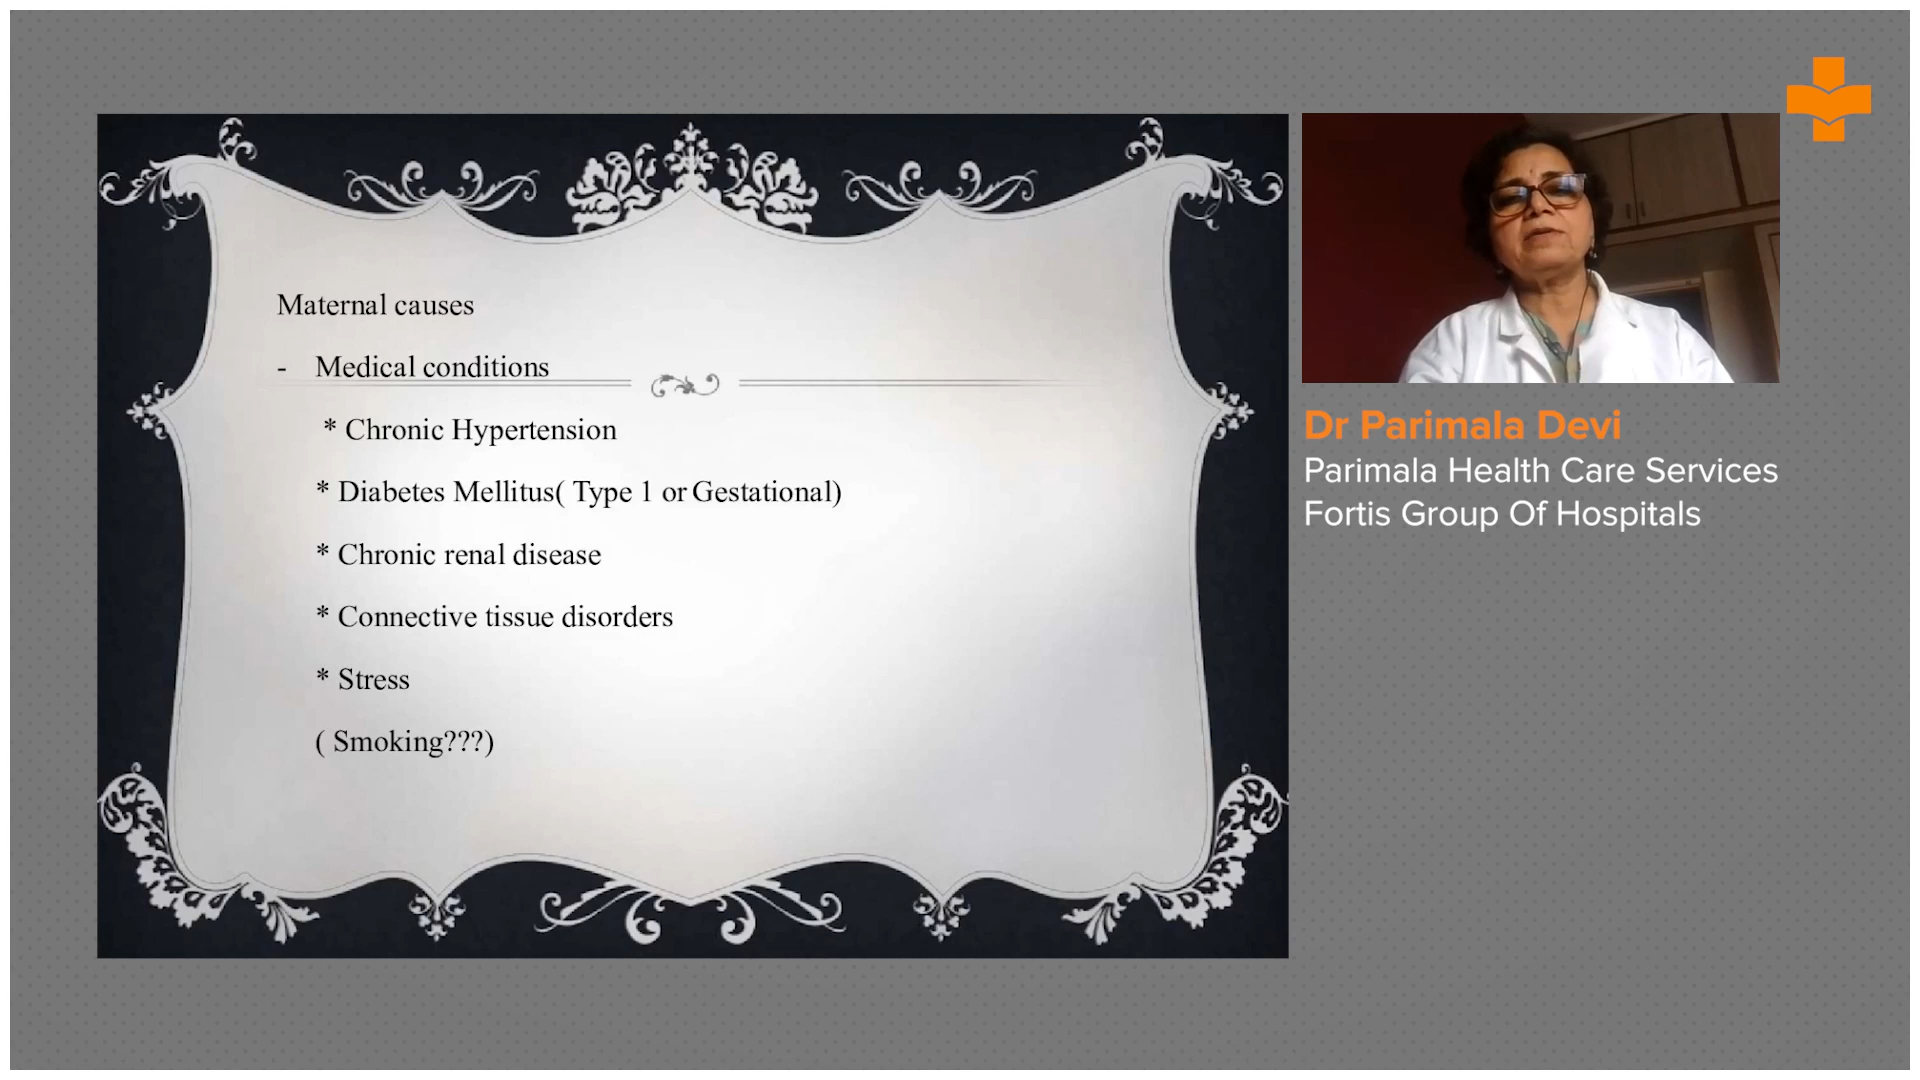 Maternal causes
- Medical conditions
* Chronic Hypertension
* Diabetes Mellitus( Type 1 or Gestational)
* Chronic renal disease
* Connective tissue disorders
* Stress
( Smoking???)
Dr Parimala Devi
Parimala Health Care Services
Fortis Group Of Hospitals